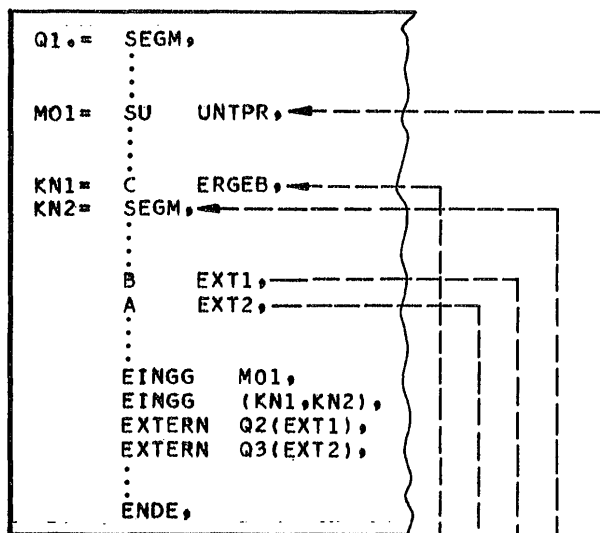 Q1.= SEGM,
MO1= SU UNTPR,
KN1= C ERGEB,
KN2= SEGM,
B EXT1,
A EXT2,
EINGG MO1,
EINGG (KN1,KN2),
EXTERN Q2(EXT1),
EXTERN Q3(EXT2),
ENDE,